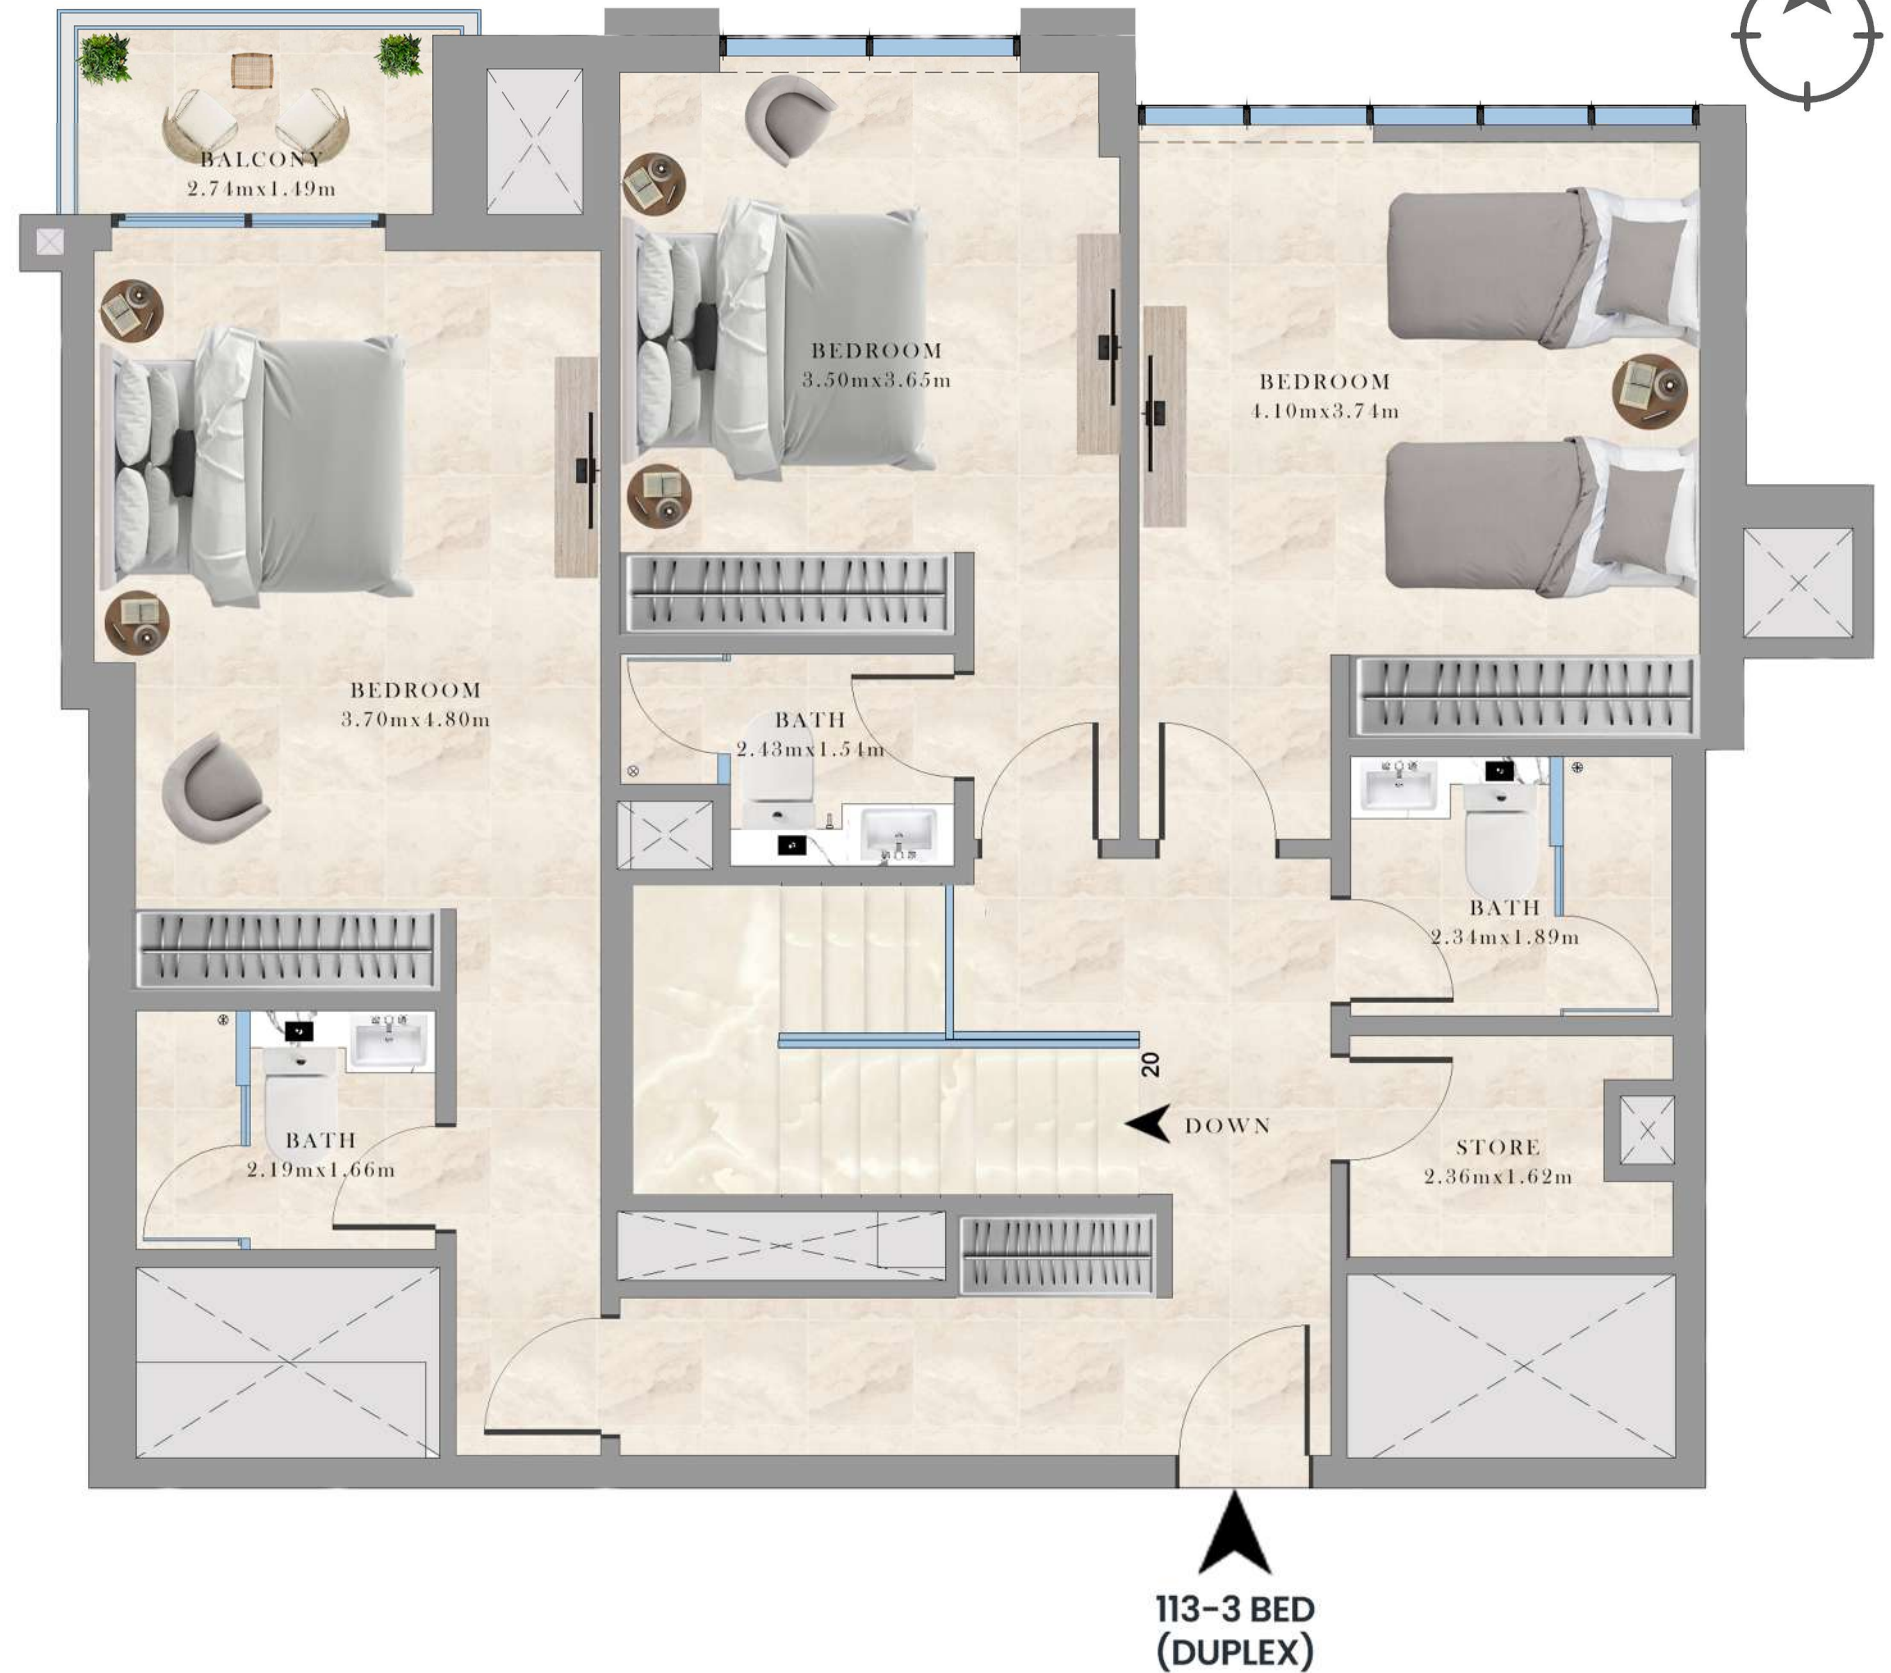 BALCONY
2.74mx1.49m
BEDROOM
3.50mx3.65m
BEDROOM
4.10mx3.74m
BEDROOM
3.70mx4.80m
BATH
2.43mx1.54m
BATH
2.34mx1.89m
20
DOWN
BATH
2.19mx1.66m
STORE
2.36mx1.62m
113-3 BED
(DUPLEX)